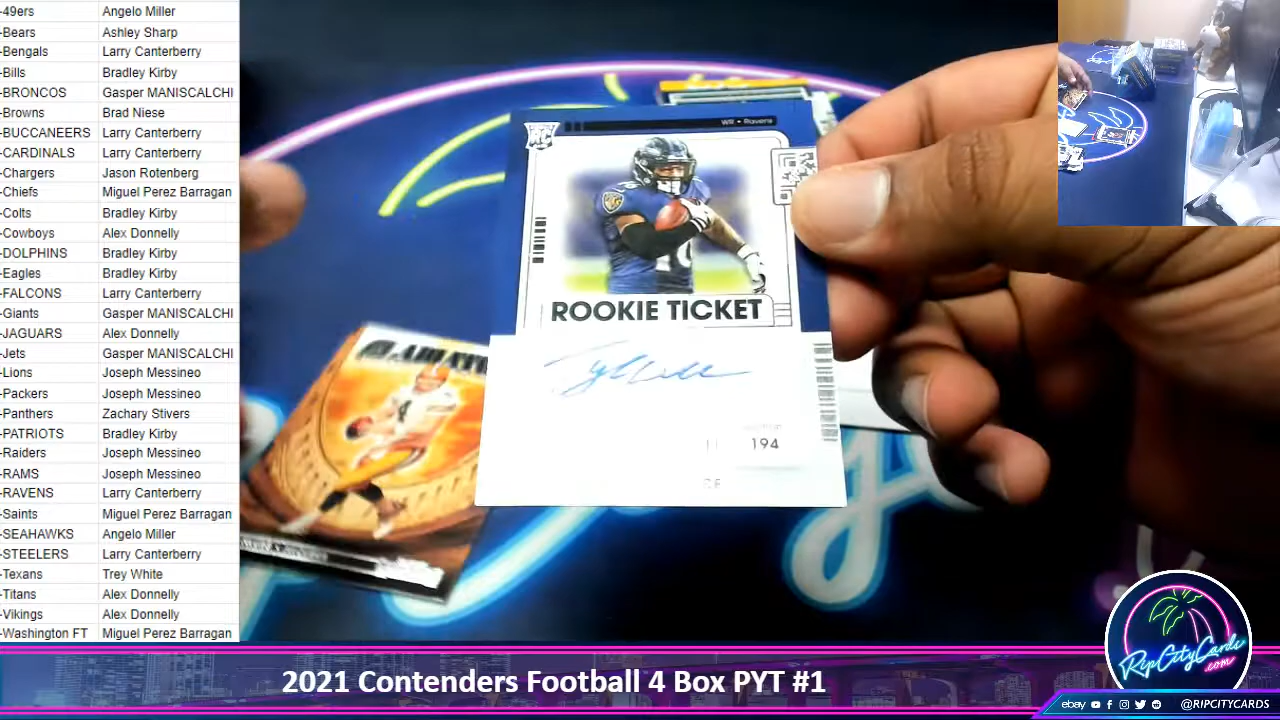 -49ers Angelo Miller
-Bears Ashley Sharp
-Bengals Larry Canterberry
-Bills Bradley Kirby
-BRONCOS Gasper MANISCALCHI
-Browns Brad Niese
-BUCCANEERS Larry Canterberry
-CARDINALS Larry Canterberry
-Chargers Jason Rotenberg
-Chiefs Miguel Perez Barragan
-Colts Bradley Kirby
-Cowboys Alex Donnelly
-DOLPHINS Bradley Kirby
-Eagles Bradley Kirby
-FALCONS Larry Canterberry
-Giants Gasper MANISCALCHI
-JAGUARS Alex Donnelly
-Jets Gasper MANISCALCHI
-Lions Joseph Messineo
-Packers Joseph Messineo
-Panthers Zachary Stivers
-PATRIOTS Bradley Kirby
-Raiders Joseph Messineo
-RAMS Joseph Messineo
-RAVENS Larry Canterberry
-Saints Miguel Perez Barragan
-SEAHAWKS Angelo Miller
-STEELERS Larry Canterberry
-Texans Trey White
-Titans Alex Donnelly
-Vikings Alex Donnelly
-Washington FT Miguel Perez Barragan
WR • Ravens
RC
ROOKIE TICKET
194
2021 Contenders Football 4 Box PYT #1
RipCityCards
.com
ebay @RIPCITYCARDS